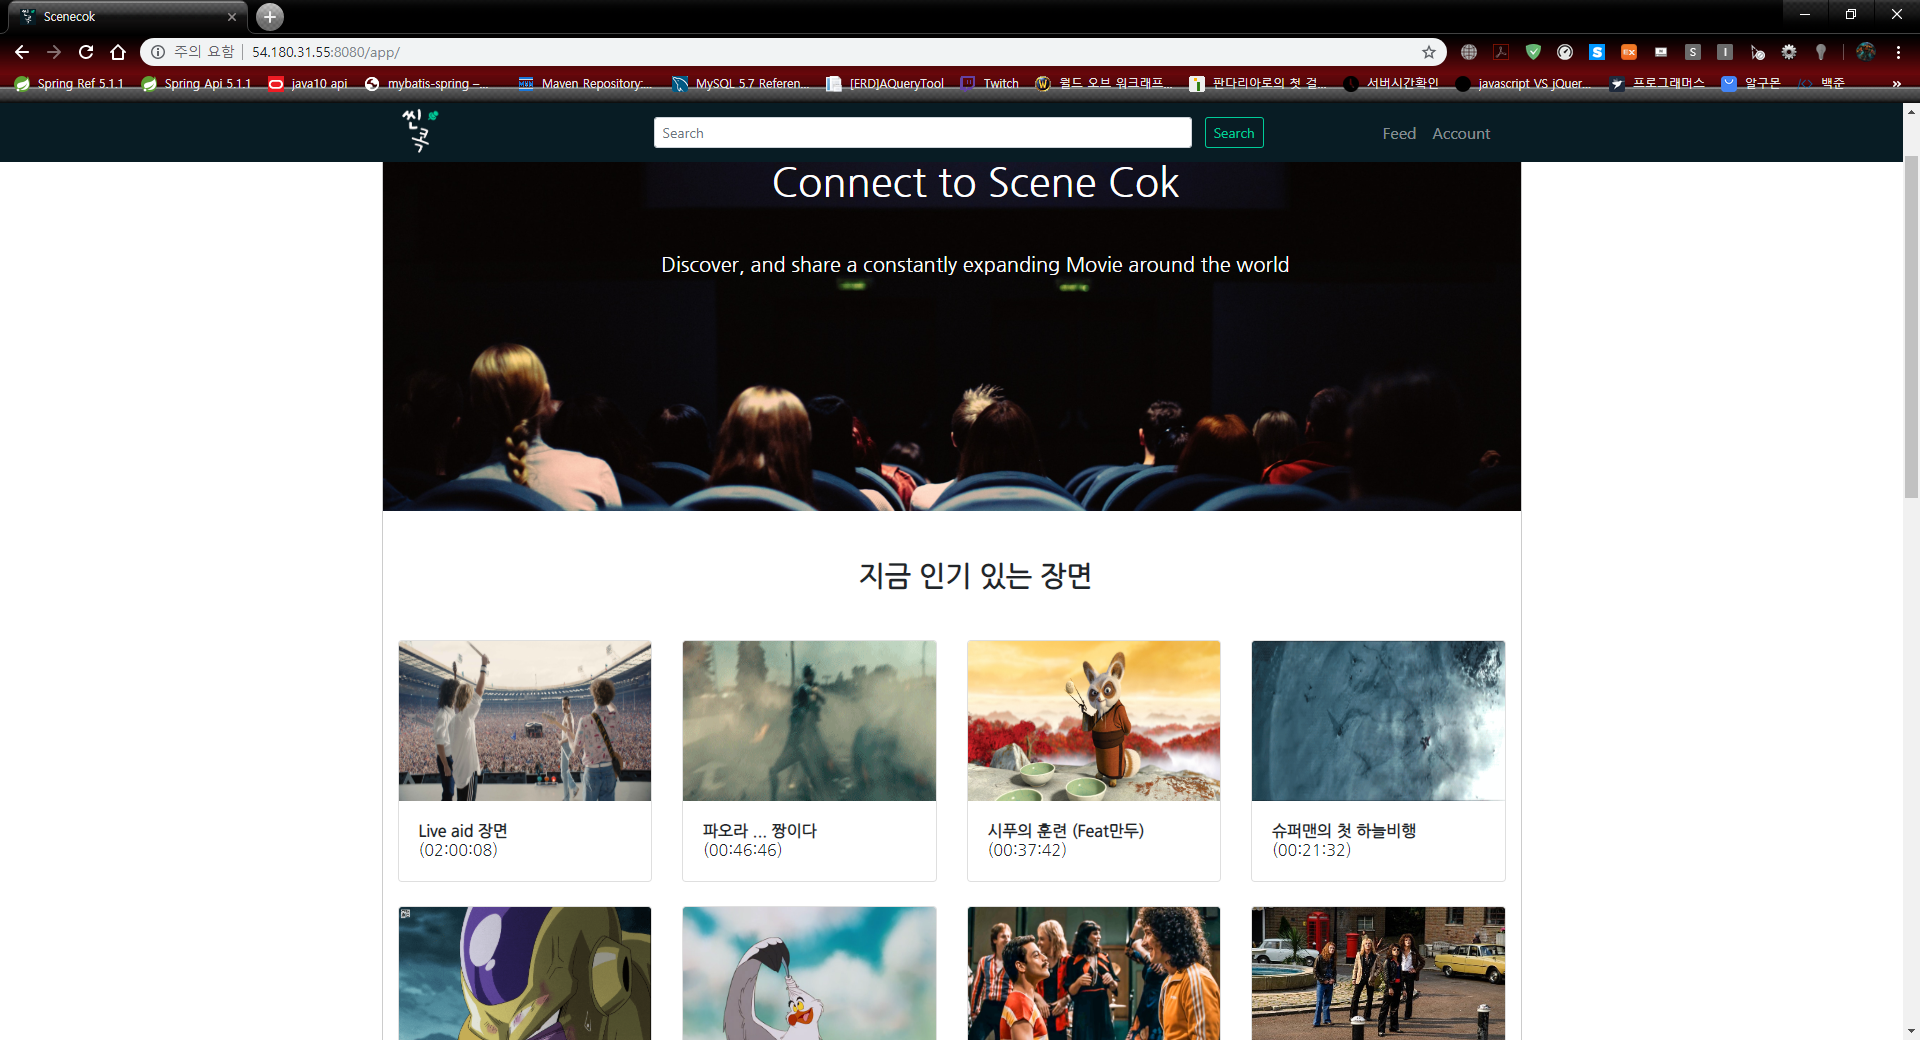 Scenecok
주의 요함 54.180.31.55:8080/app/
Spring Ref 5.1.1 Spring Api 5.1.1 java10 api mybatis-spring –... Maven Repository:... MySQL 5.7 Referen... [ERD]AQueryTool Twitch 월드 오브 워크래프... 판다리아로의 첫 걸... 서버시간확인 javascript VS jQuer... 프로그래머스 알구몬 백준 »
씬콕 Search Search Feed Account
Connect to Scene Cok
Discover, and share a constantly expanding Movie around the world
지금 인기 있는 장면
Live aid 장면
(02:00:08)
파오라 ... 짱이다
(00:46:46)
시푸의 훈련 (Feat만두)
(00:37:42)
슈퍼맨의 첫 하늘비행
(00:21:32)